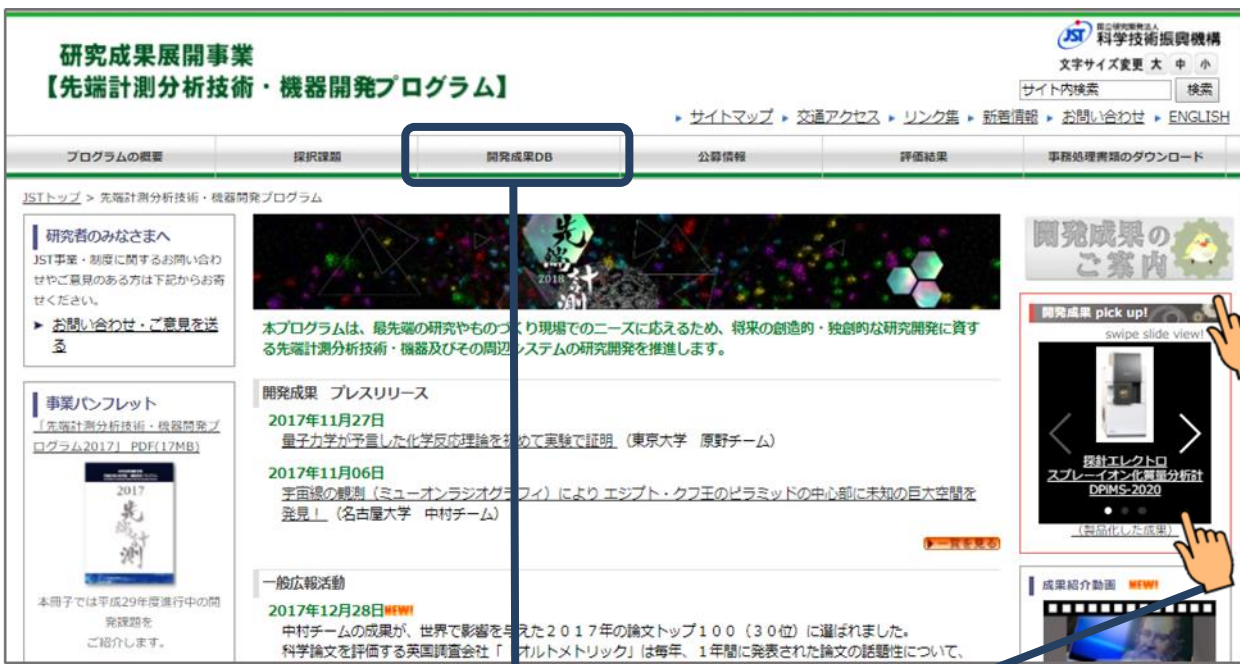 研究成果展開事業
【先端計測分析技術・機器開発プログラム】
JST 国立研究開発法人
科学技術振興機構
文字サイズ変更 大 中 小
サイト内検索 検索
サイトマップ 交通アクセス リンク集 新着情報 お問い合わせ ENGLISH
プログラムの概要 採択課題 開発成果DB 公募情報 評価結果 事務処理書類のダウンロード
JSTトップ > 先端計測分析技術・機器開発プログラム
研究者のみなさまへ
JST事業・制度に関するお問い合わ
せやご意見のある方は下記からお寄
せください。
お問い合わせ・ご意見を送
る
事業パンフレット
「先端計測分析技術・機器開発プ
ログラム2017」 PDF(17MB)
2017
先端計測
本冊子では平成29年度進行中の開
発課題を
ご紹介します。
先端計測
2018
本プログラムは、最先端の研究やものづくり現場でのニーズに応えるため、将来の創造的・独創的な研究開発に資す
る先端計測分析技術・機器及びその周辺システムの研究開発を推進します。
開発成果 プレスリリース
2017年11月27日
量子力学が予言した化学反応理論を初めて実験で証明 (東京大学 原野チーム)
2017年11月06日
宇宙線の観測(ミューオンラジオグラフィ)により エジプト・クフ王のピラミッドの中心部に未知の巨大空間を
発見! (名古屋大学 中村チーム)
一覧を見る
一般広報活動
2017年12月28日NEW!
中村チームの成果が、世界で影響を与えた2017年の論文トップ100(30位)に選ばれました。
科学論文を評価する英国調査会社「オルトメトリック」は毎年、1年間に発表された論文の話題性について、
開発成果の
ご案内
開発成果 pick up!
swipe slide view!
探針エレクトロ
スプレーイオン化質量分析計
DPiMS-2020
(製品化した成果)
成果紹介動画 NEW!